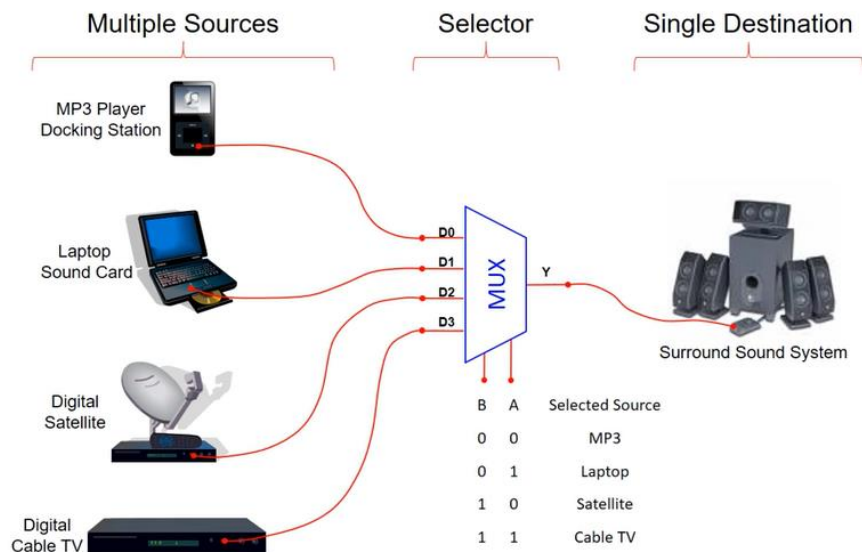 Multiple Sources
Selector
Single Destination
MP3 Player
Docking Station
Laptop
Sound Card
Digital
Satellite
Digital
Cable TV
D0
D1
D2
D3
MUX
Y
Surround Sound System
B A Selected Source
0 0 MP3
0 1 Laptop
1 0 Satellite
1 1 Cable TV